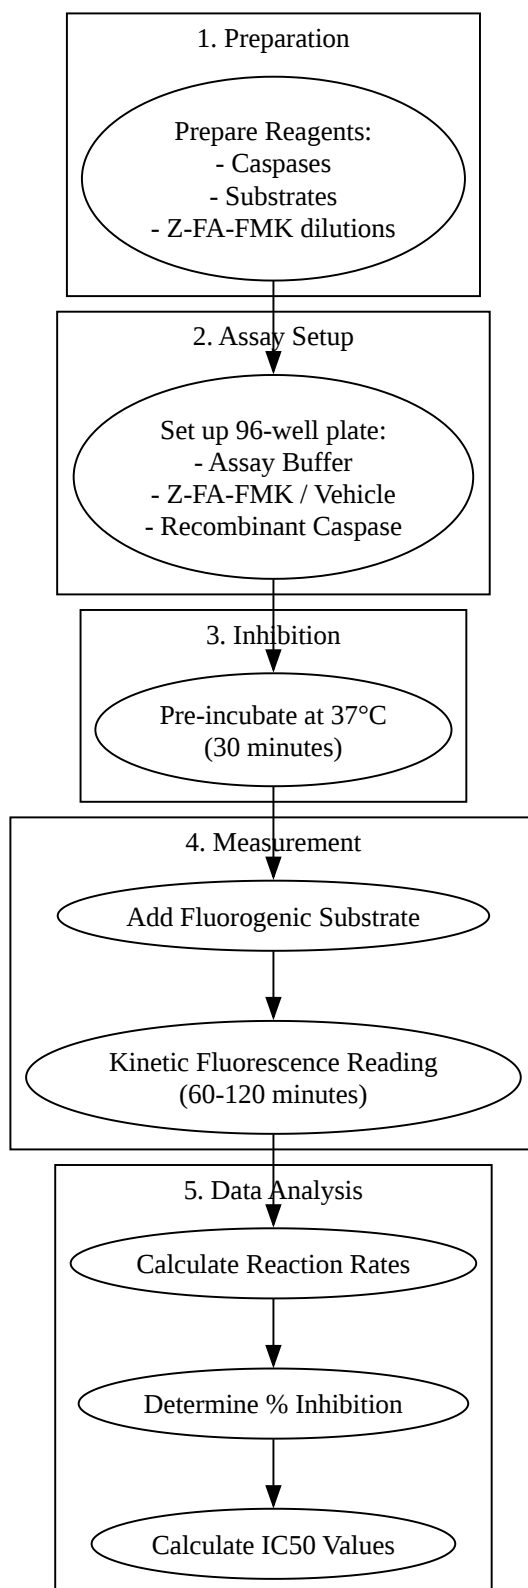 1. Preparation
Prepare Reagents:
- Caspases
- Substrates
- Z-FA-FMK dilutions
2. Assay Setup
Set up 96-well plate:
- Assay Buffer
- Z-FA-FMK / Vehicle
- Recombinant Caspase
3. Inhibition
Pre-incubate at 37°C
(30 minutes)
4. Measurement
Add Fluorogenic Substrate
Kinetic Fluorescence Reading
(60-120 minutes)
5. Data Analysis
Calculate Reaction Rates
Determine % Inhibition
Calculate IC50 Values